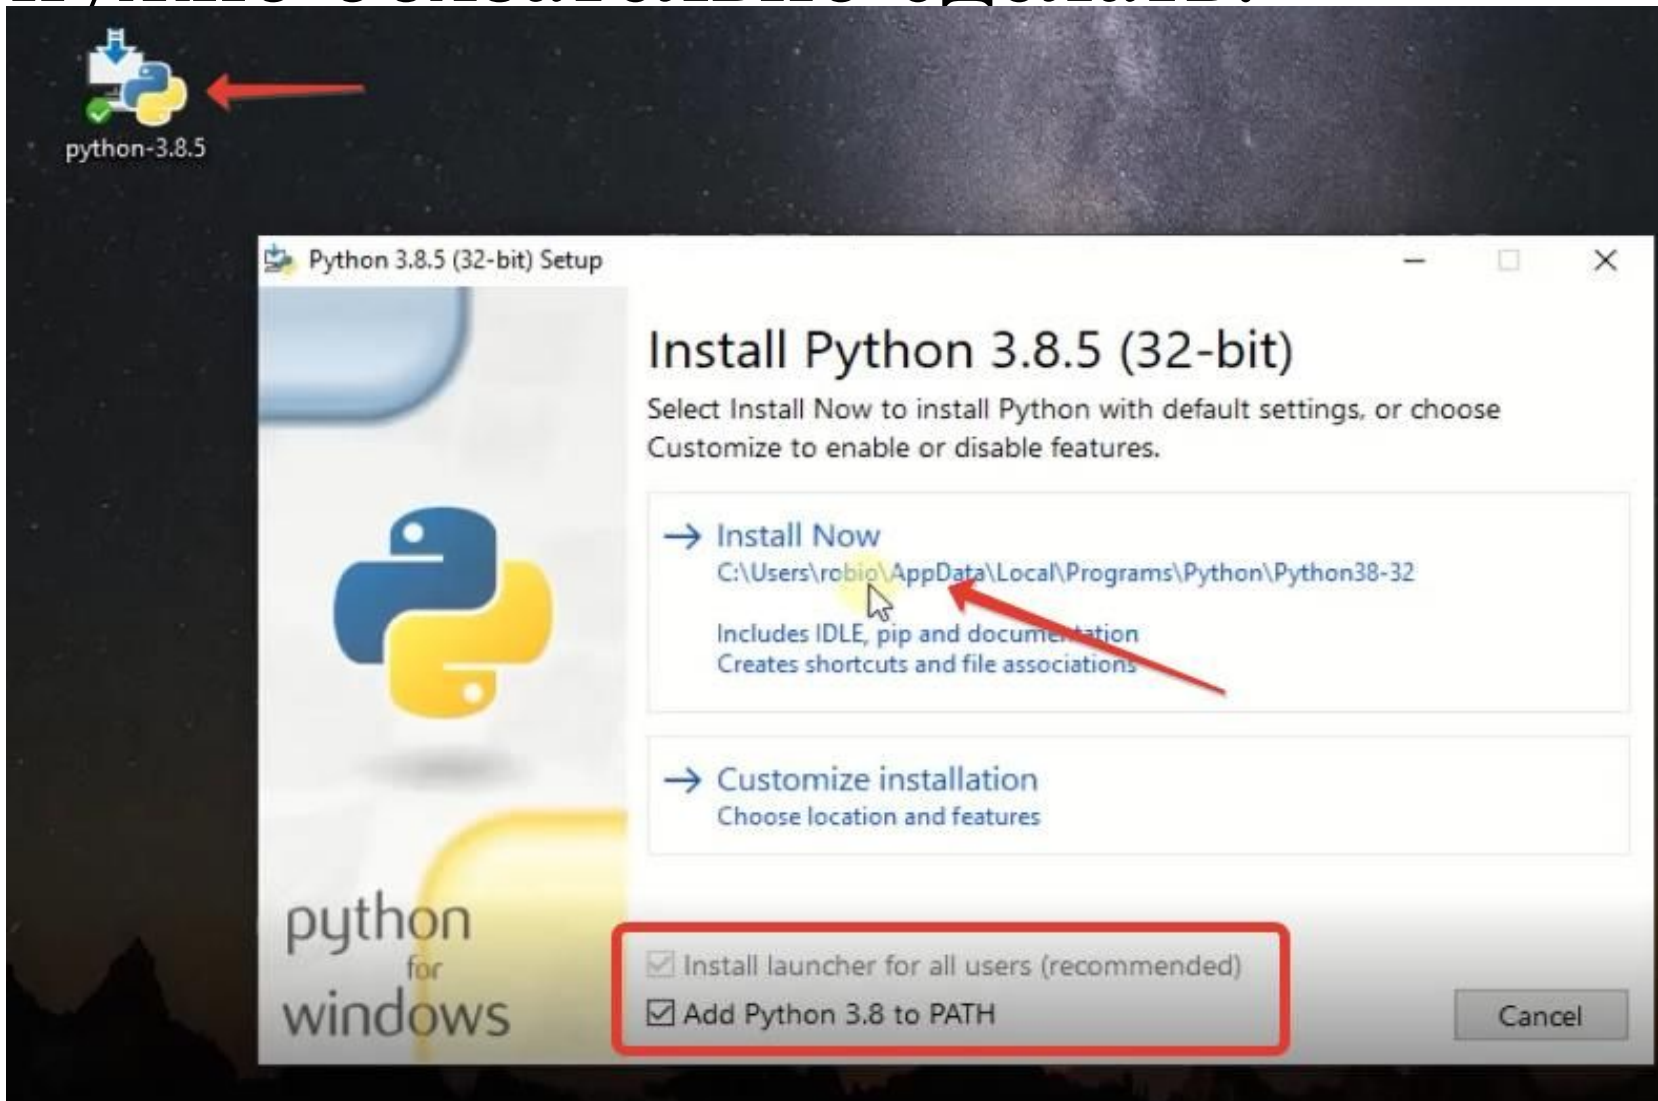 python-3.8.5
Python 3.8.5 (32-bit) Setup
Install Python 3.8.5 (32-bit)
Select Install Now to install Python with default settings, or choose
Customize to enable or disable features.
Install Now
C:\Users\robio\AppData\Local\Programs\Python\Python38-32
Includes IDLE, pip and documentation
Creates shortcuts and file associations
Customize installation
Choose location and features
python
for
windows
Install launcher for all users (recommended)
Add Python 3.8 to PATH
Cancel